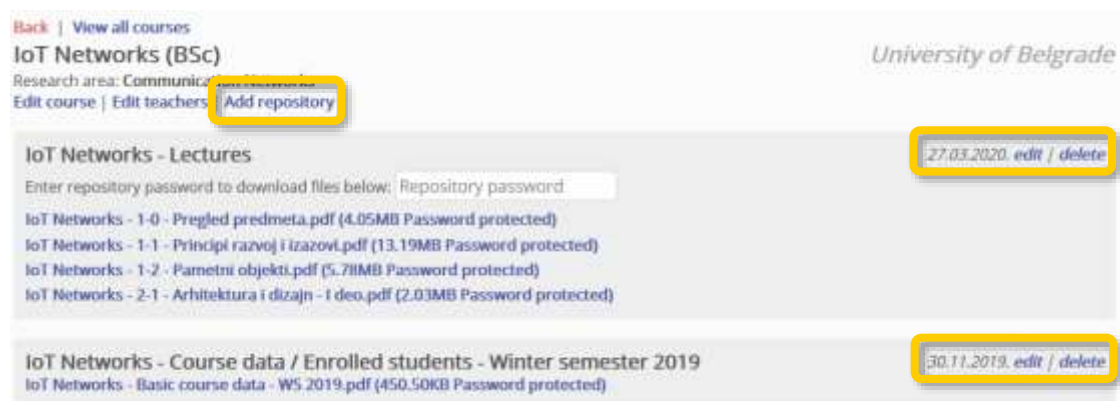 Back | View all courses
IoT Networks (BSc)
University of Belgrade
Research area: Communication Networks
Edit course | Edit teachers | Add repository
IoT Networks - Lectures
27.03.2020. edit / delete
Enter repository password to download files below: Repository password
IoT Networks - 1-0 - Pregled predmeta.pdf (4.05MB Password protected)
IoT Networks - 1-1 - Principi razvoj i izazovi.pdf (13.19MB Password protected)
IoT Networks - 1-2 - Pametni objekti.pdf (5.78MB Password protected)
IoT Networks - 2-1 - Arhitektura i dizajn - I deo.pdf (2.03MB Password protected)
IoT Networks - Course data / Enrolled students - Winter semester 2019
30.11.2019. edit / delete
IoT Networks - Basic course data - WS 2019.pdf (450.50KB Password protected)